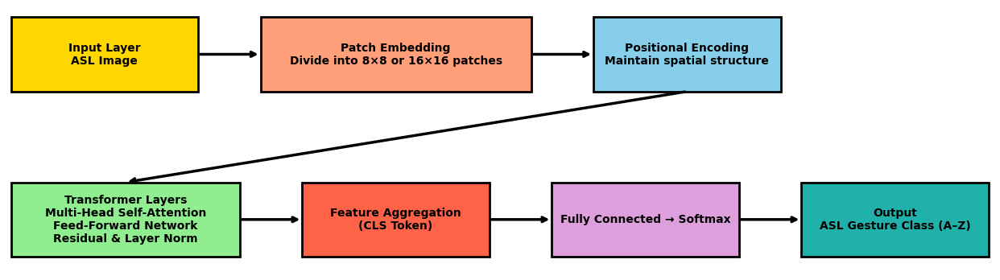 Input Layer
ASL Image
Patch Embedding
Divide into 8×8 or 16×16 patches
Positional Encoding
Maintain spatial structure
Transformer Layers
Multi-Head Self-Attention
Feed-Forward Network
Residual & Layer Norm
Feature Aggregation
(CLS Token)
Fully Connected → Softmax
Output
ASL Gesture Class (A–Z)